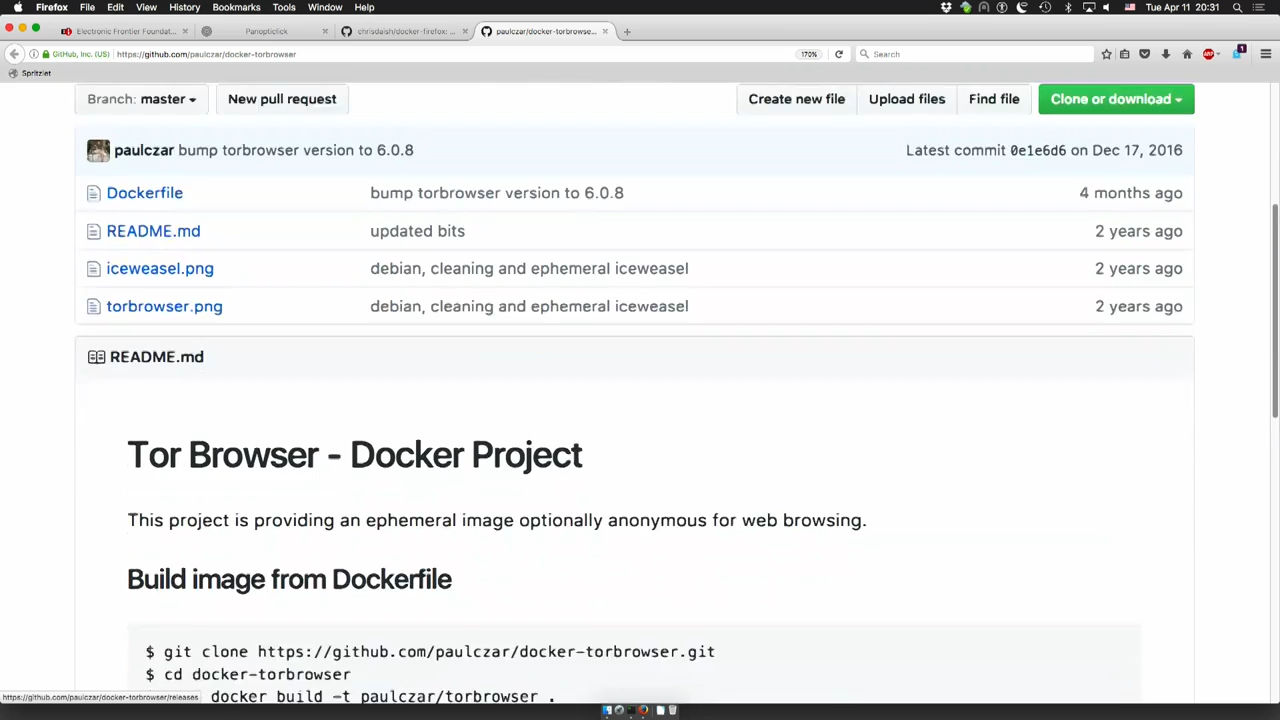 Firefox File Edit View History Bookmarks Tools Window Help Tue Apr 11 20:31
Electronic Frontier Foundat... × Panopticlick × chrisdaish/docker-firefox: × paulczar/docker-torbrowse... × +
GitHub, Inc. (US) https://github.com/paulczar/docker-torbrowser 170% Search ABP 1
Spritzlet
Branch: master New pull request Create new file Upload files Find file Clone or download
paulczar bump torbrowser version to 6.0.8 Latest commit 0e1e6d6 on Dec 17, 2016
Dockerfile bump torbrowser version to 6.0.8 4 months ago
README.md updated bits 2 years ago
iceweasel.png debian, cleaning and ephemeral iceweasel 2 years ago
torbrowser.png debian, cleaning and ephemeral iceweasel 2 years ago
README.md
Tor Browser - Docker Project
This project is providing an ephemeral image optionally anonymous for web browsing.
Build image from Dockerfile
$ git clone https://github.com/paulczar/docker-torbrowser.git
$ cd docker-torbrowser
docker build -t paulczar/torbrowser .
https://github.com/paulczar/docker-torbrowser/releases